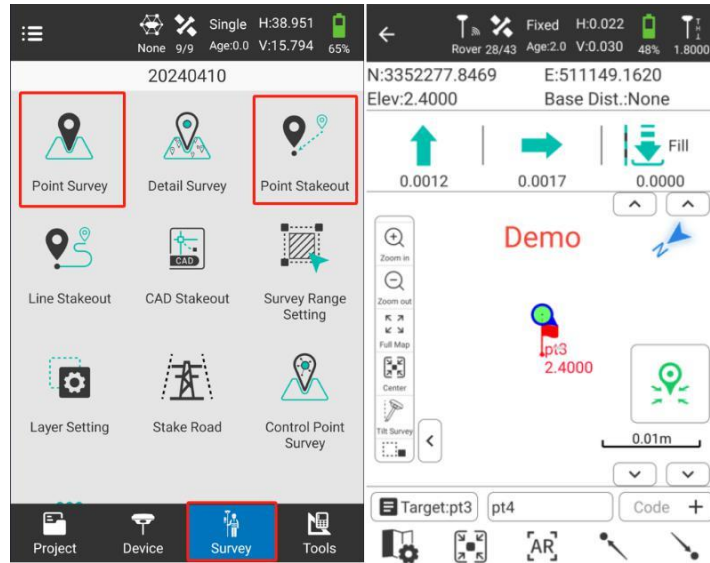 Single H:38.951
None 9/9 Age:0.0 V:15.794 65%
20240410
Point Survey Detail Survey Point Stakeout
CAD
Line Stakeout CAD Stakeout Survey Range
Setting
Layer Setting Stake Road Control Point
Survey
Project Device Survey Tools
Fixed H:0.022
Rover 28/43 Age:2.0 V:0.030 48% 1.8000
N:3352277.8469 E:511149.1620
Elev:2.4000 Base Dist.:None
Fill
0.0012 0.0017 0.0000
Demo
N
Zoom in
Zoom out
Full Map
Center
Tilt Survey
pt3
2.4000
0.01m
Target:pt3 pt4 Code +
AR